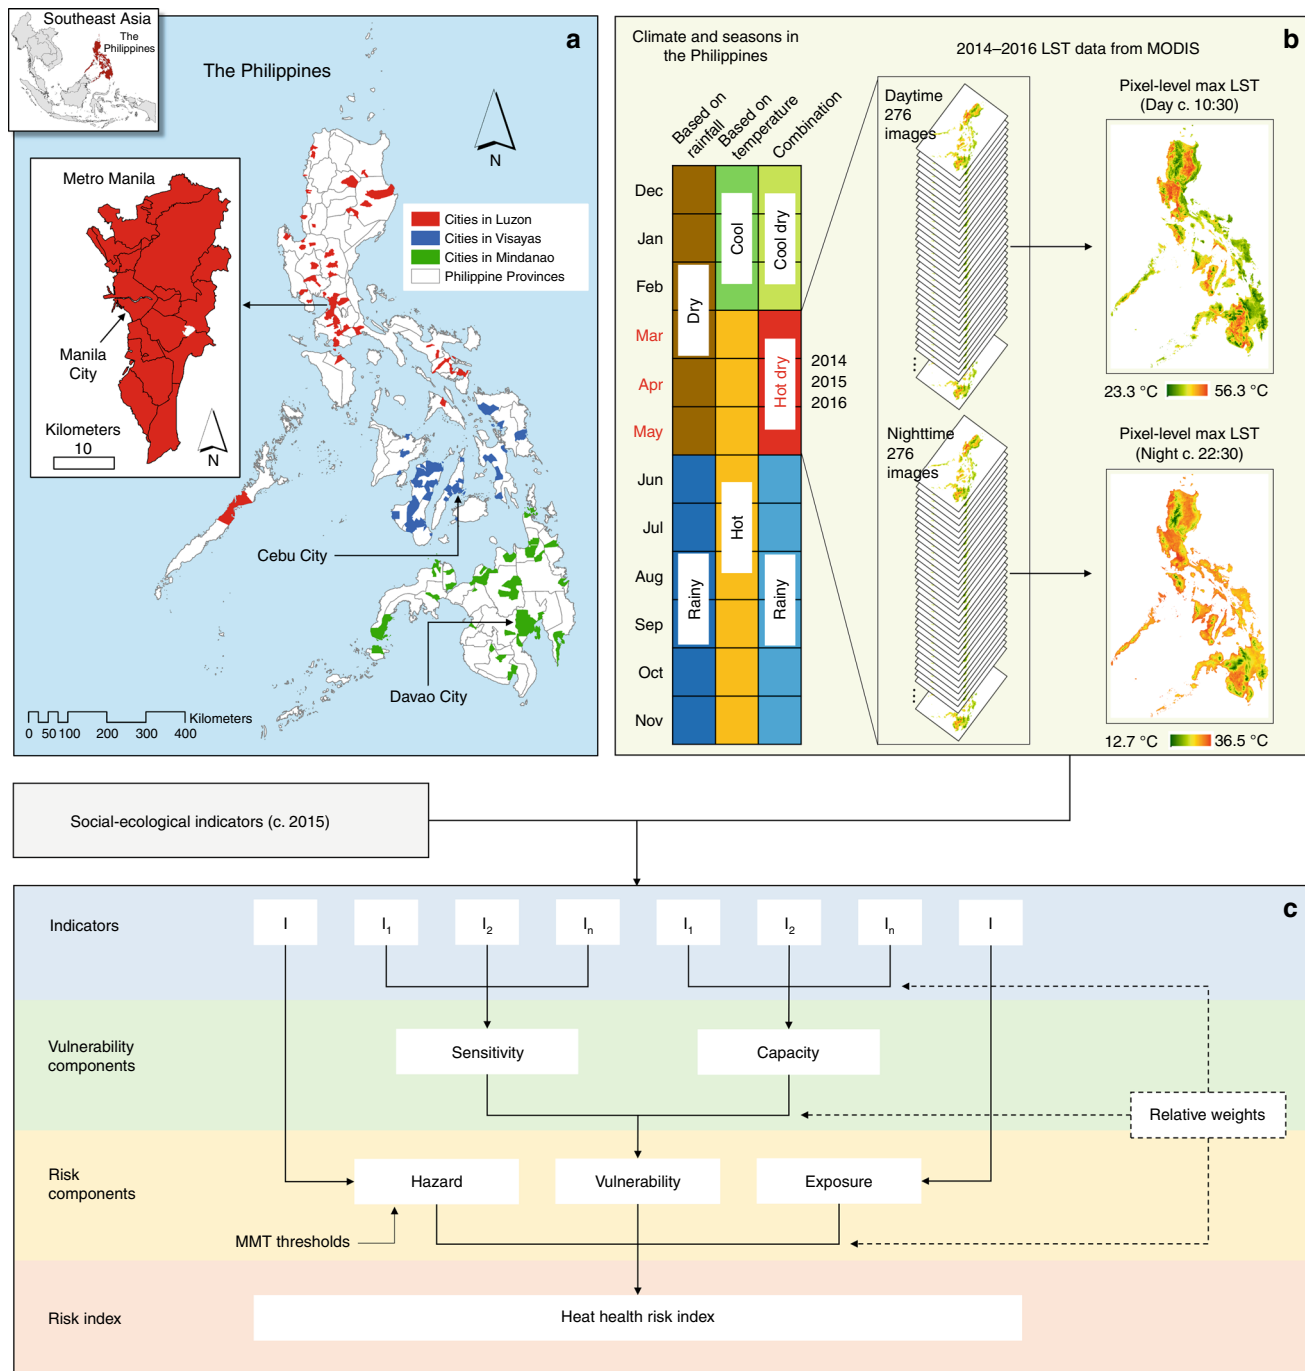 Southeast Asia
The
Philippines
a
The Philippines
N
Metro Manila
Manila
City
Kilometers
10
N
Cities in Luzon
Cities in Visayas
Cities in Mindanao
Philippine Provinces
Cebu City
Davao City
Kilometers
0 50 100 200 300 400
b
Climate and seasons in
the Philippines
2014–2016 LST data from MODIS
Based on
rainfall
Based on
temperature
Combination
Dec
Jan
Feb
Mar
Apr
May
Jun
Jul
Aug
Sep
Oct
Nov
Dry
Rainy
Cool
Hot
Cool dry
Hot dry
Rainy
2014
2015
2016
Daytime
276
images
Nighttime
276
images
Pixel-level max LST
(Day c. 10:30)
23.3 °C 56.3 °C
Pixel-level max LST
(Night c. 22:30)
12.7 °C 36.5 °C
Social-ecological indicators (c. 2015)
c
Indicators
I I1 I2 In I1 I2 In I
Vulnerability
components
Sensitivity
Capacity
Relative weights
Risk
components
Hazard
Vulnerability
Exposure
MMT thresholds
Risk index
Heat health risk index